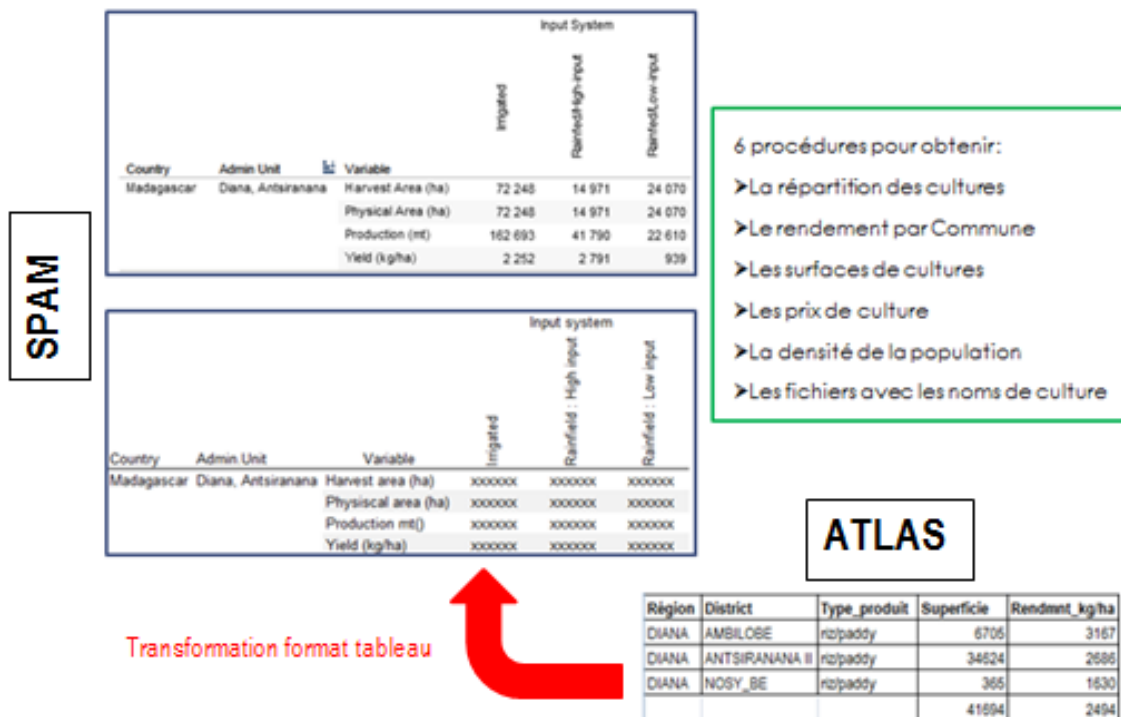 SPAM
Input System
Irrigated
Rainfed/High-input
Rainfed/Low-input
Country Admin Unit Variable
Madagascar Diana, Antsiranana Harvest Area (ha) 72 248 14 971 24 070
Physical Area (ha) 72 248 14 971 24 070
Production (mt) 162 693 41 790 22 610
Yield (kg/ha) 2 252 2 791 939
Input system
Irrigated
Rainfield : High input
Rainfield : Low input
Country Admin Unit Variable
Madagascar Diana, Antsiranana Harvest area (ha) xxxxxx xxxxxx xxxxxx
Physiscal area (ha) xxxxxx xxxxxx xxxxxx
Production mt() xxxxxx xxxxxx xxxxxx
Yield (kg/ha) xxxxxx xxxxxx xxxxxx
6 procédures pour obtenir:
➤La répartition des cultures
➤Le rendement par Commune
➤Les surfaces de cultures
➤Les prix de culture
➤La densité de la population
➤Les fichiers avec les noms de culture
ATLAS
Transformation format tableau
Région District Type_produit Superficie Rendmnt_kg/ha
DIANA AMBILOBE riz/paddy 6705 3167
DIANA ANTSIRANANA II riz/paddy 34624 2686
DIANA NOSY_BE riz/paddy 365 1630
41694 2494